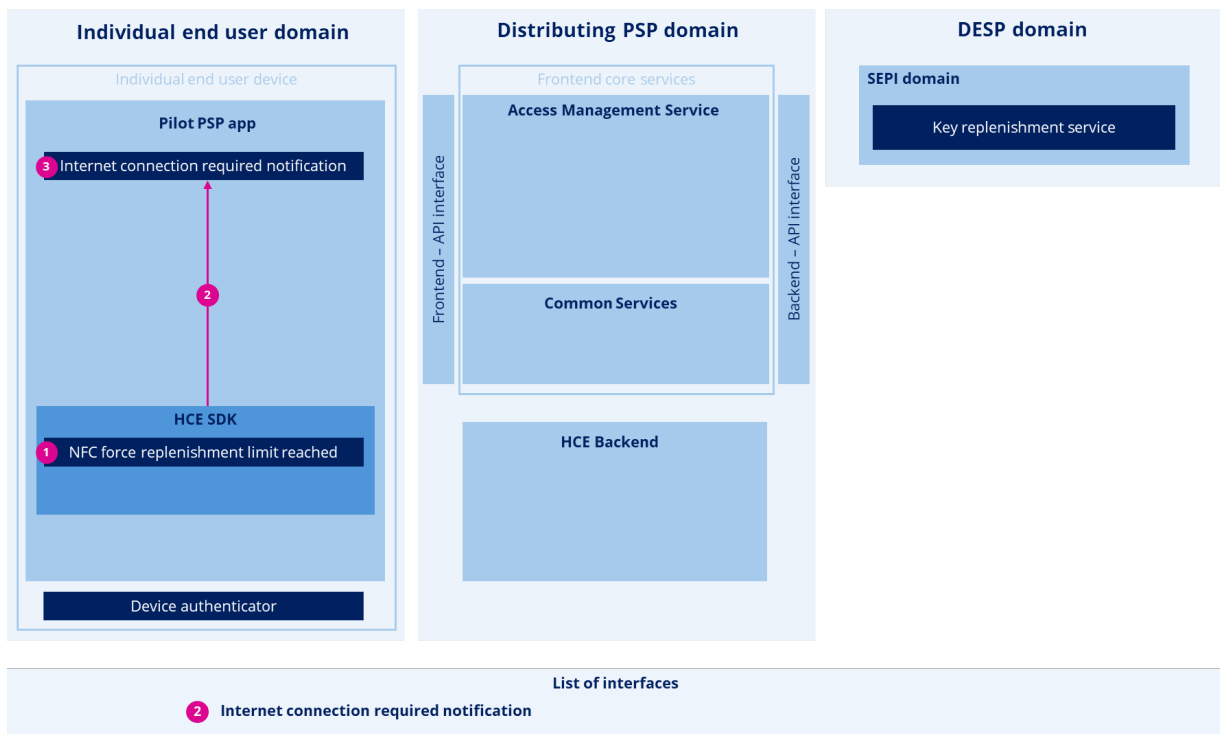 Individual end user domain
Individual end user device
Pilot PSP app
3 Internet connection required notification
2
HCE SDK
1 NFC force replenishment limit reached
Device authenticator
Distributing PSP domain
Frontend core services
Frontend – API interface
Access Management Service
Common Services
Backend – API interface
HCE Backend
DESP domain
SEPI domain
Key replenishment service
List of interfaces
2 Internet connection required notification